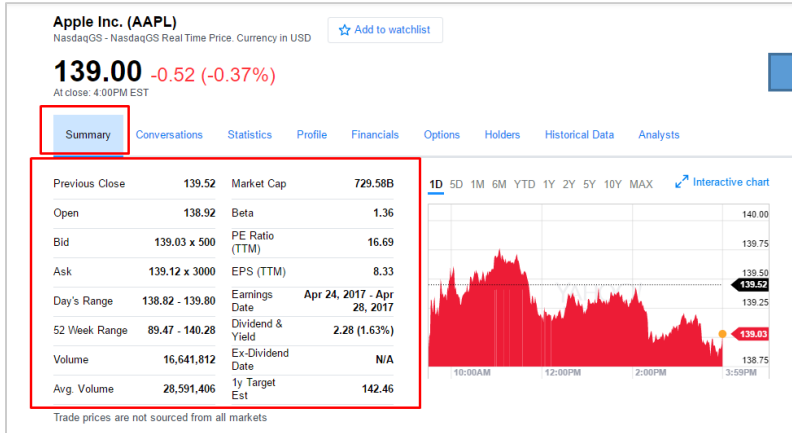 Apple Inc. (AAPL)
NasdaqGS - NasdaqGS Real Time Price. Currency in USD
Add to watchlist
139.00 -0.52 (-0.37%)
At close: 4:00PM EST
Summary Conversations Statistics Profile Financials Options Holders Historical Data Analysts
Previous Close 139.52
Open 138.92
Bid 139.03 x 500
Ask 139.12 x 3000
Day's Range 138.82 - 139.80
52 Week Range 89.47 - 140.28
Volume 16,641,812
Avg. Volume 28,591,406
Market Cap 729.58B
Beta 1.36
PE Ratio
(TTM) 16.69
EPS (TTM) 8.33
Earnings Apr 24, 2017 - Apr
Date 28, 2017
Dividend &
Yield 2.28 (1.63%)
Ex-Dividend
Date N/A
1y Target
Est 142.46
1D 5D 1M 6M YTD 1Y 2Y 5Y 10Y MAX Interactive chart
140.00
139.75
139.50
139.52
139.25
139.03
138.75
10:00AM 12:00PM 2:00PM 3:59PM
Trade prices are not sourced from all markets